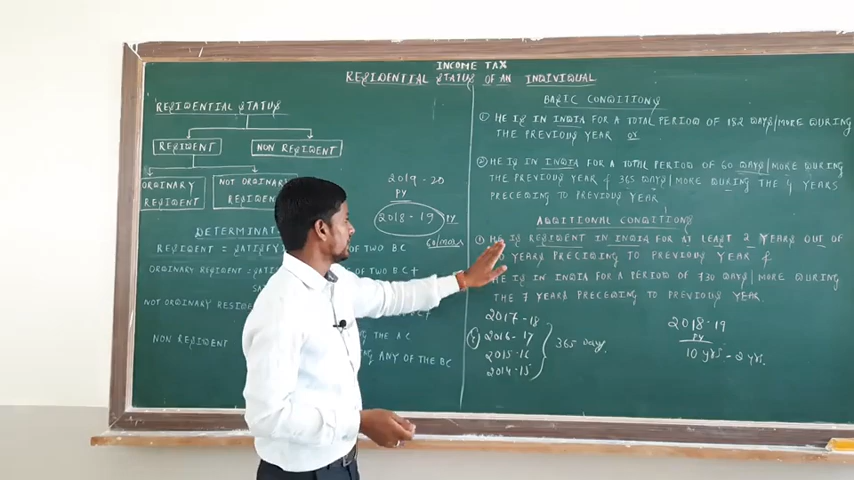 INCOME TAX
RESIDENTIAL STATUS OF AN INDIVIDUAL
RESIDENTIAL STATUS
RESIDENT
NON RESIDENT
ORDINARY
RESIDENT
NOT ORDINAR
RESIDEN
DETERMINAT
RESIDENT = SATISFY OF TWO BC
ORDINARY RESIDENT = SATI OF TWO BC +
NOT ORDINARY RESIDE
THE AC
NON RESIDENT ANY OF THE BC
2019-20
PY
2018-19 PY
BASIC CONDITIONS
① HE IS IN INDIA FOR A TOTAL PERIOD OF 182 DAYS/MORE DURING
THE PREVIOUS YEAR OR
② HE IS IN INDIA FOR A TOTAL PERIOD OF 60 DAYS/MORE DURING
THE PREVIOUS YEAR & 365 DAYS/MORE DURING THE 4 YEARS
PRECEDING TO PREVIOUS YEAR
ADDITIONAL CONDITIONS
① HE IS RESIDENT IN INDIA FOR AT LEAST 2 YEARS OUT OF
YEARS PRECIDING TO PREVIOUS YEAR &
HE IS IN INDIA FOR A PERIOD OF 730 DAYS/MORE DURING
THE 7 YEARS PRECEDING TO PREVIOUS YEAR.
2017-18
2016-17
2015-16
2014-15
365 days.
2018-19
PY
10 yrs - 2 yrs.